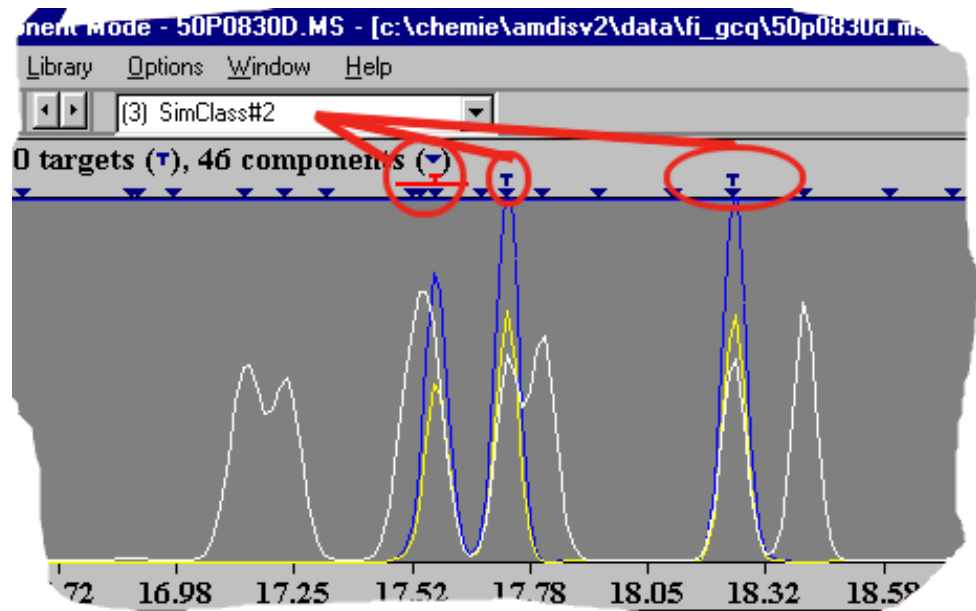 nent Mode - 50P0830D.MS - [c:\chemie\amdisv2\data\fi_gcq\50p0830d.ms
Library Options Window Help
(3) SimClass#2
0 targets (T), 46 components (▼)
T T T
.72 16.98 17.25 17.52 17.78 18.05 18.32 18.59